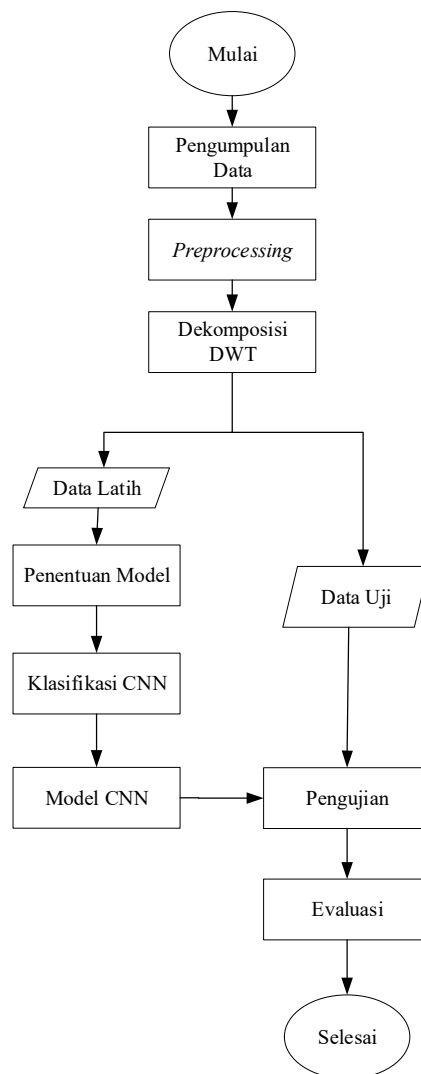 Mulai
Pengumpulan
Data
Preprocessing
Dekomposisi
DWT
Data Latih
Penentuan Model
Data Uji
Klasifikasi CNN
Model CNN
Pengujian
Evaluasi
Selesai